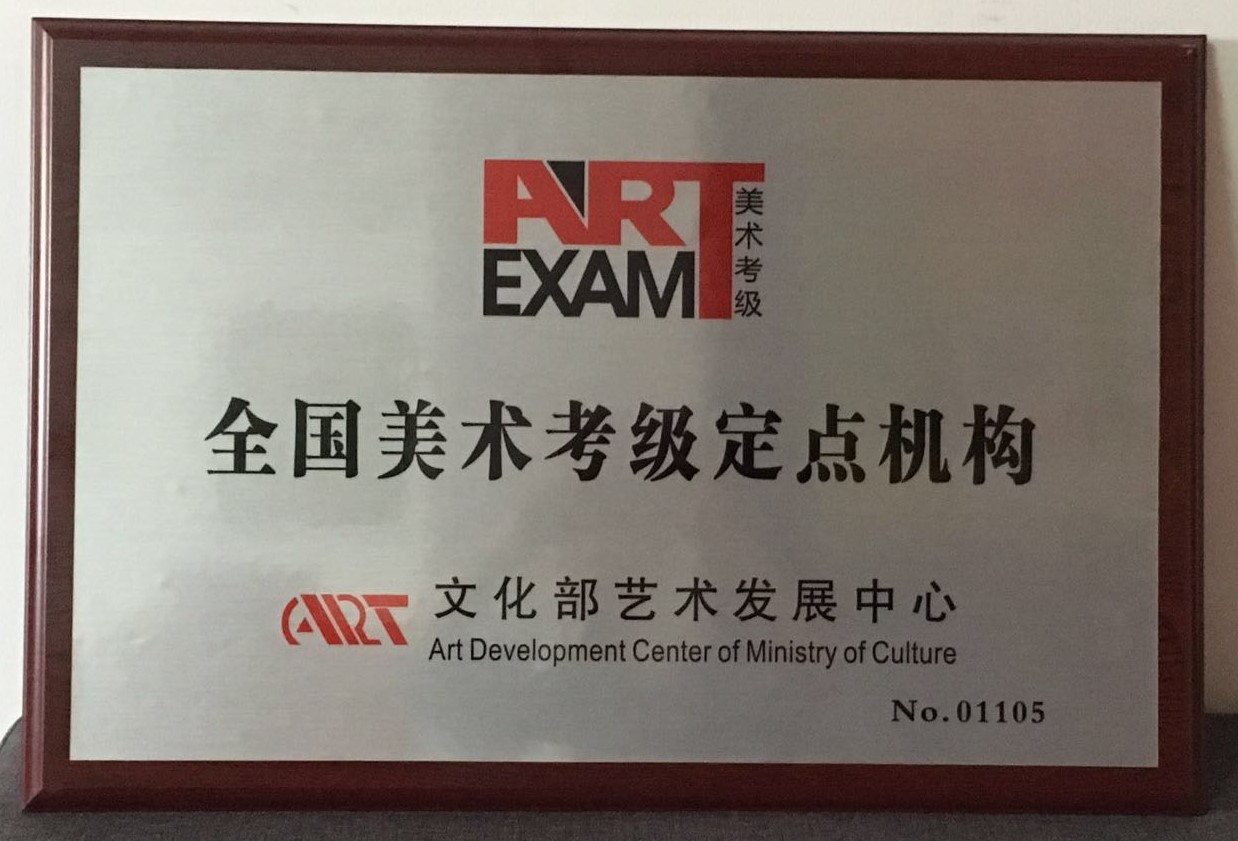 ART
EXAM
美术考级
全国美术考级定点机构
ART
文化部艺术发展中心
Art Development Center of Ministry of Culture
No.01105